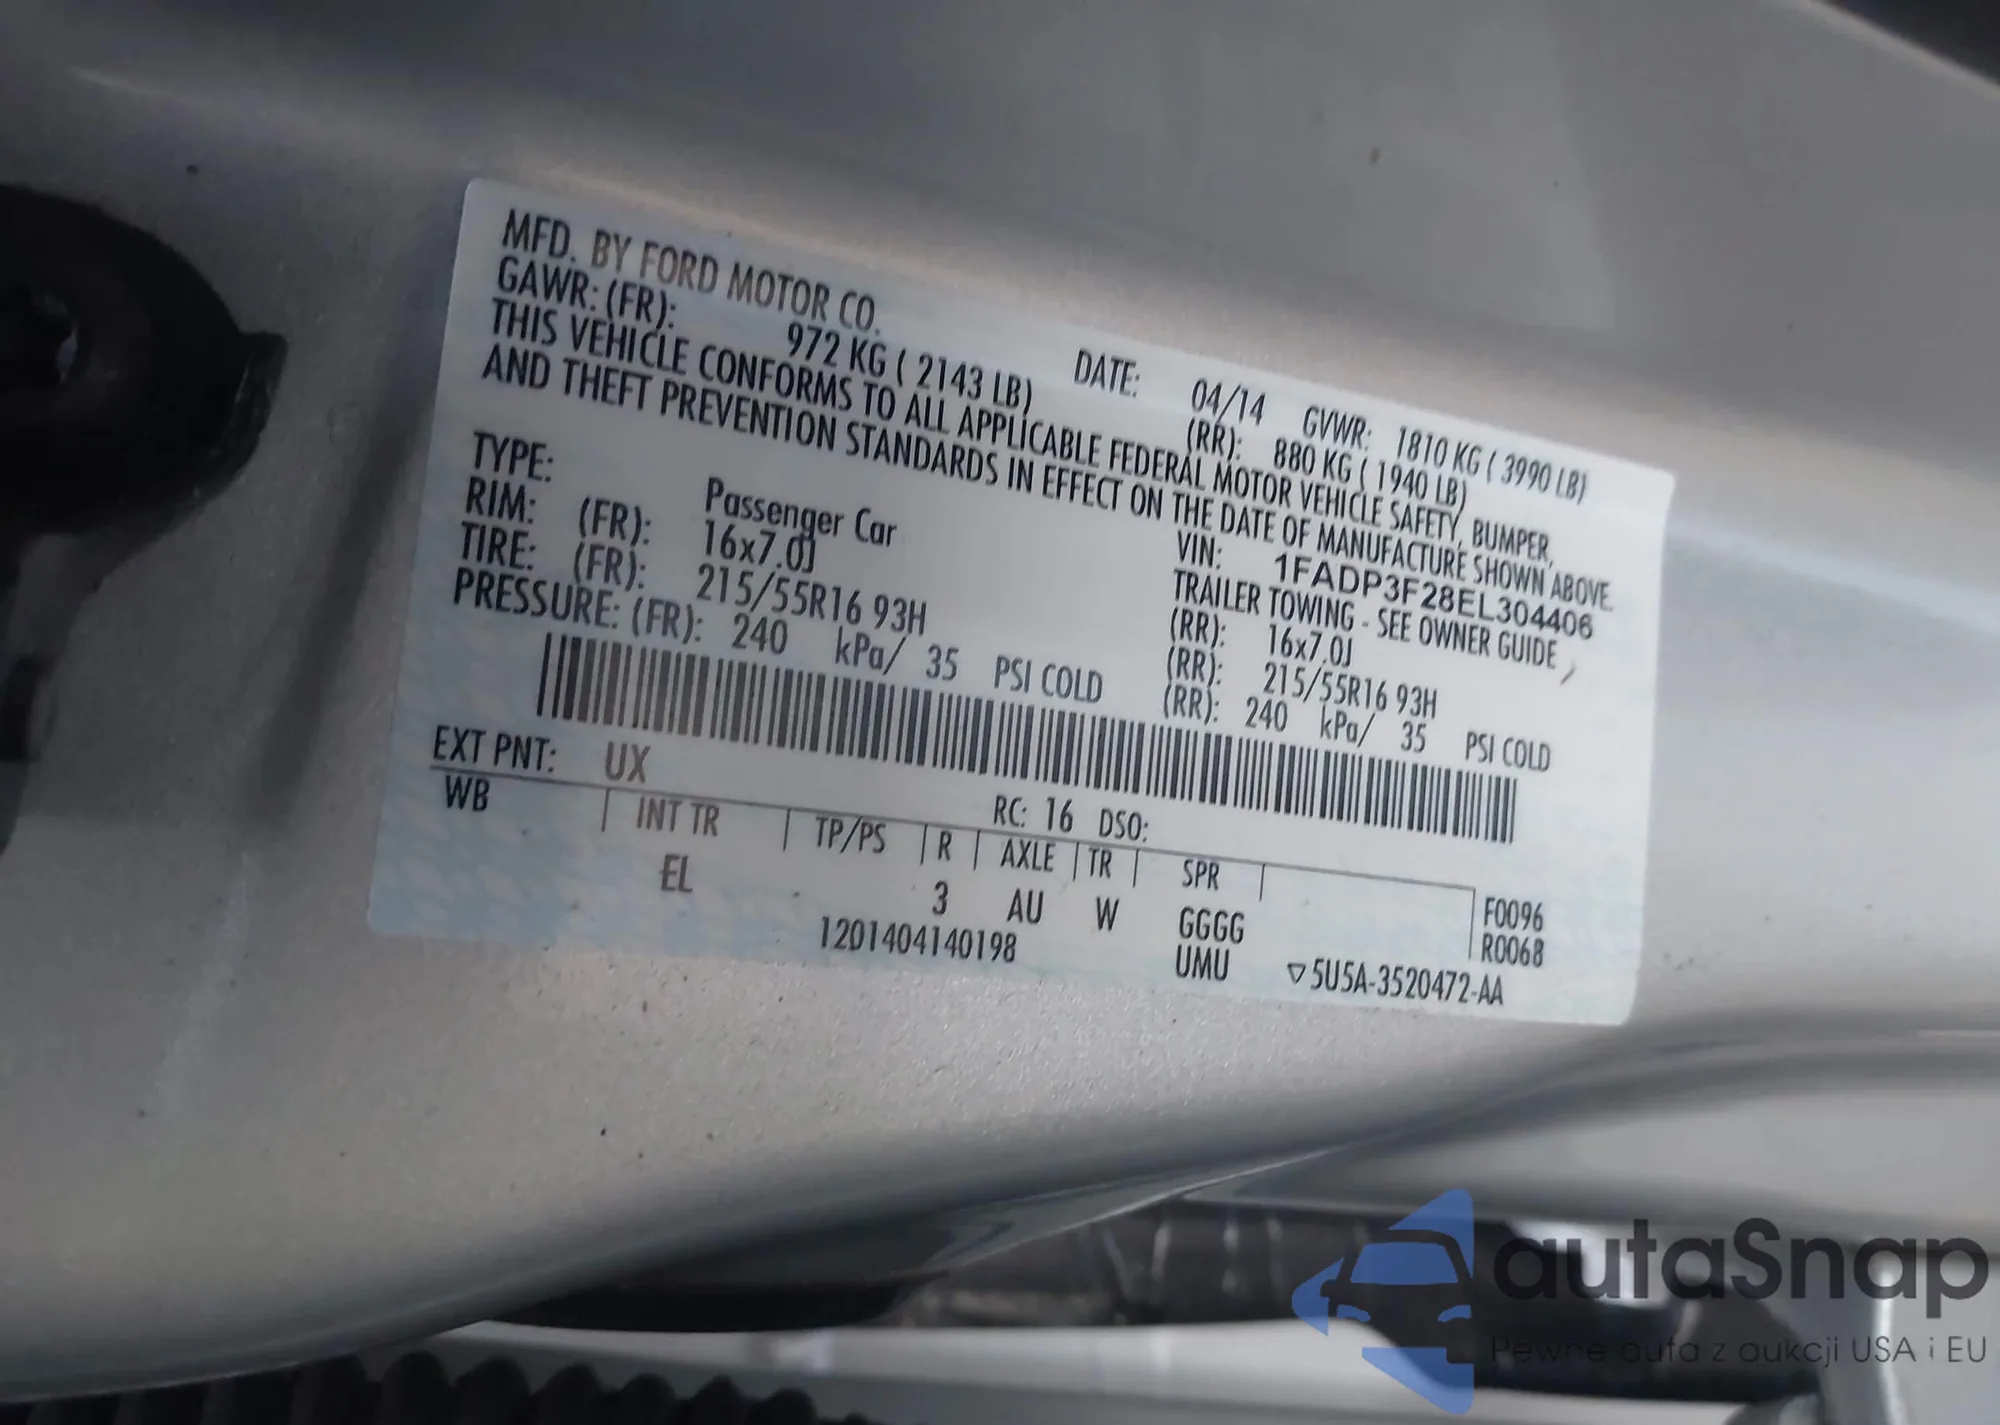 MFD. BY FORD MOTOR CO. DATE: 04/14 GVWR: 1810 KG ( 3990 LB)
GAWR: (FR): 972 KG ( 2143 LB) (RR): 880 KG ( 1940 LB)
THIS VEHICLE CONFORMS TO ALL APPLICABLE FEDERAL MOTOR VEHICLE SAFETY, BUMPER,
AND THEFT PREVENTION STANDARDS IN EFFECT ON THE DATE OF MANUFACTURE SHOWN ABOVE.
VIN: 1FADP3F28EL304406
TYPE: Passenger Car TRAILER TOWING - SEE OWNER GUIDE
RIM: (FR): 16x7.0J (RR): 16x7.0J
TIRE: (FR): 215/55R16 93H (RR): 215/55R16 93H
PRESSURE: (FR): 240 kPa/ 35 PSI COLD (RR): 240 kPa/ 35 PSI COLD
EXT PNT: UX RC: 16 DSO:
WB INT TR TP/PS R AXLE TR SPR F0096
EL 3 AU W GGGG R0068
1201404140198 UMU ▽5U5A-3520472-AA
autaSnap
Pewne auta z aukcji USA i EU